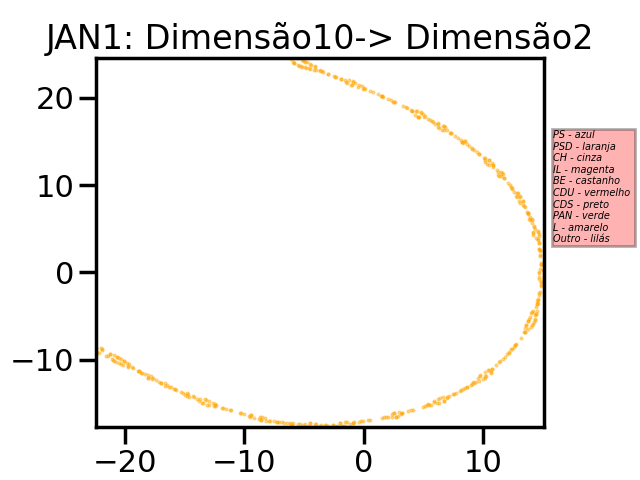 JAN1: Dimensão10-> Dimensão2
20
10
0
−10
−20
−10
0
10
PS - azul
PSD - laranja
CH - cinza
IL - magenta
BE - castanho
CDU - vermelho
CDS - preto
PAN - verde
L - amarelo
Outro - lilás